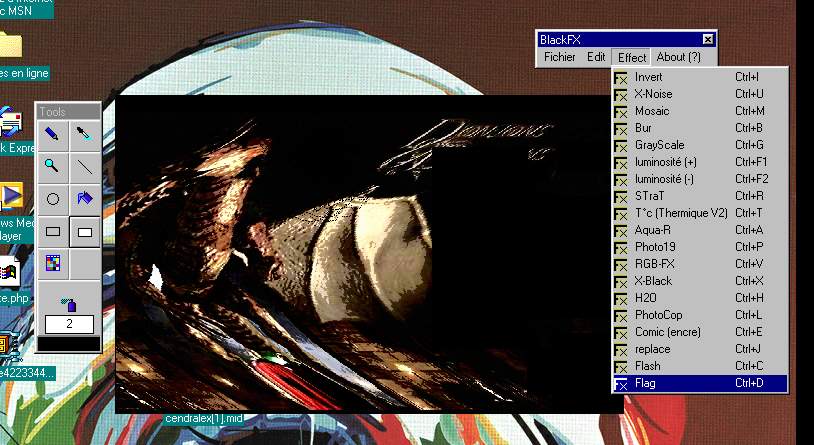 c MSN
BlackFX
Fichier Edit Effect About (?)
es en ligne
Invert Ctrl+I
X-Noise Ctrl+U
Tools
Mosaic Ctrl+M
Bur Ctrl+B
k Expre
GrayScale Ctrl+G
luminosité (+) Ctrl+F1
luminosité (-) Ctrl+F2
STraT Ctrl+R
T°c (Thermique V2) Ctrl+T
ws Med
Aqua-R Ctrl+A
layer
Photo19 Ctrl+P
RGB-FX Ctrl+V
X-Black Ctrl+X
te.php
H2O Ctrl+H
PhotoCop Ctrl+L
2
Comic (encre) Ctrl+E
replace Ctrl+J
Flash Ctrl+C
e4223344...
Flag Ctrl+D
cendralex[1].mid